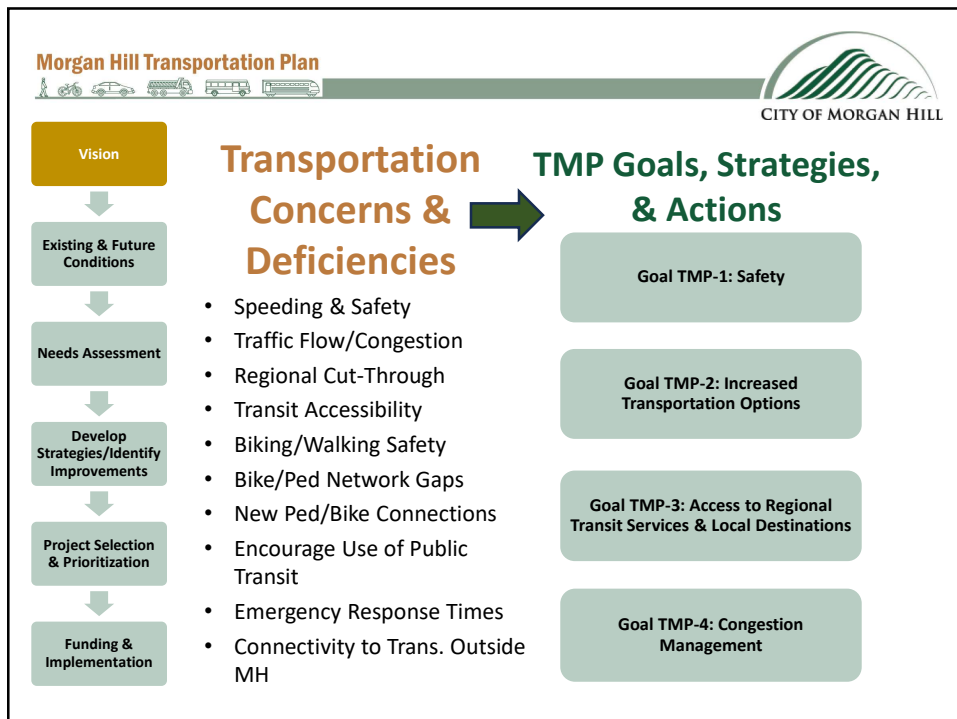 Morgan Hill Transportation Plan
CITY OF MORGAN HILL
Vision
Existing & Future
Conditions
Needs Assessment
Develop
Strategies/Identify
Improvements
Project Selection
& Prioritization
Funding &
Implementation
Transportation
Concerns &
Deficiencies
• Speeding & Safety
• Traffic Flow/Congestion
• Regional Cut-Through
• Transit Accessibility
• Biking/Walking Safety
• Bike/Ped Network Gaps
• New Ped/Bike Connections
• Encourage Use of Public
Transit
• Emergency Response Times
• Connectivity to Trans. Outside
MH
TMP Goals, Strategies,
& Actions
Goal TMP-1: Safety
Goal TMP-2: Increased
Transportation Options
Goal TMP-3: Access to Regional
Transit Services & Local Destinations
Goal TMP-4: Congestion
Management